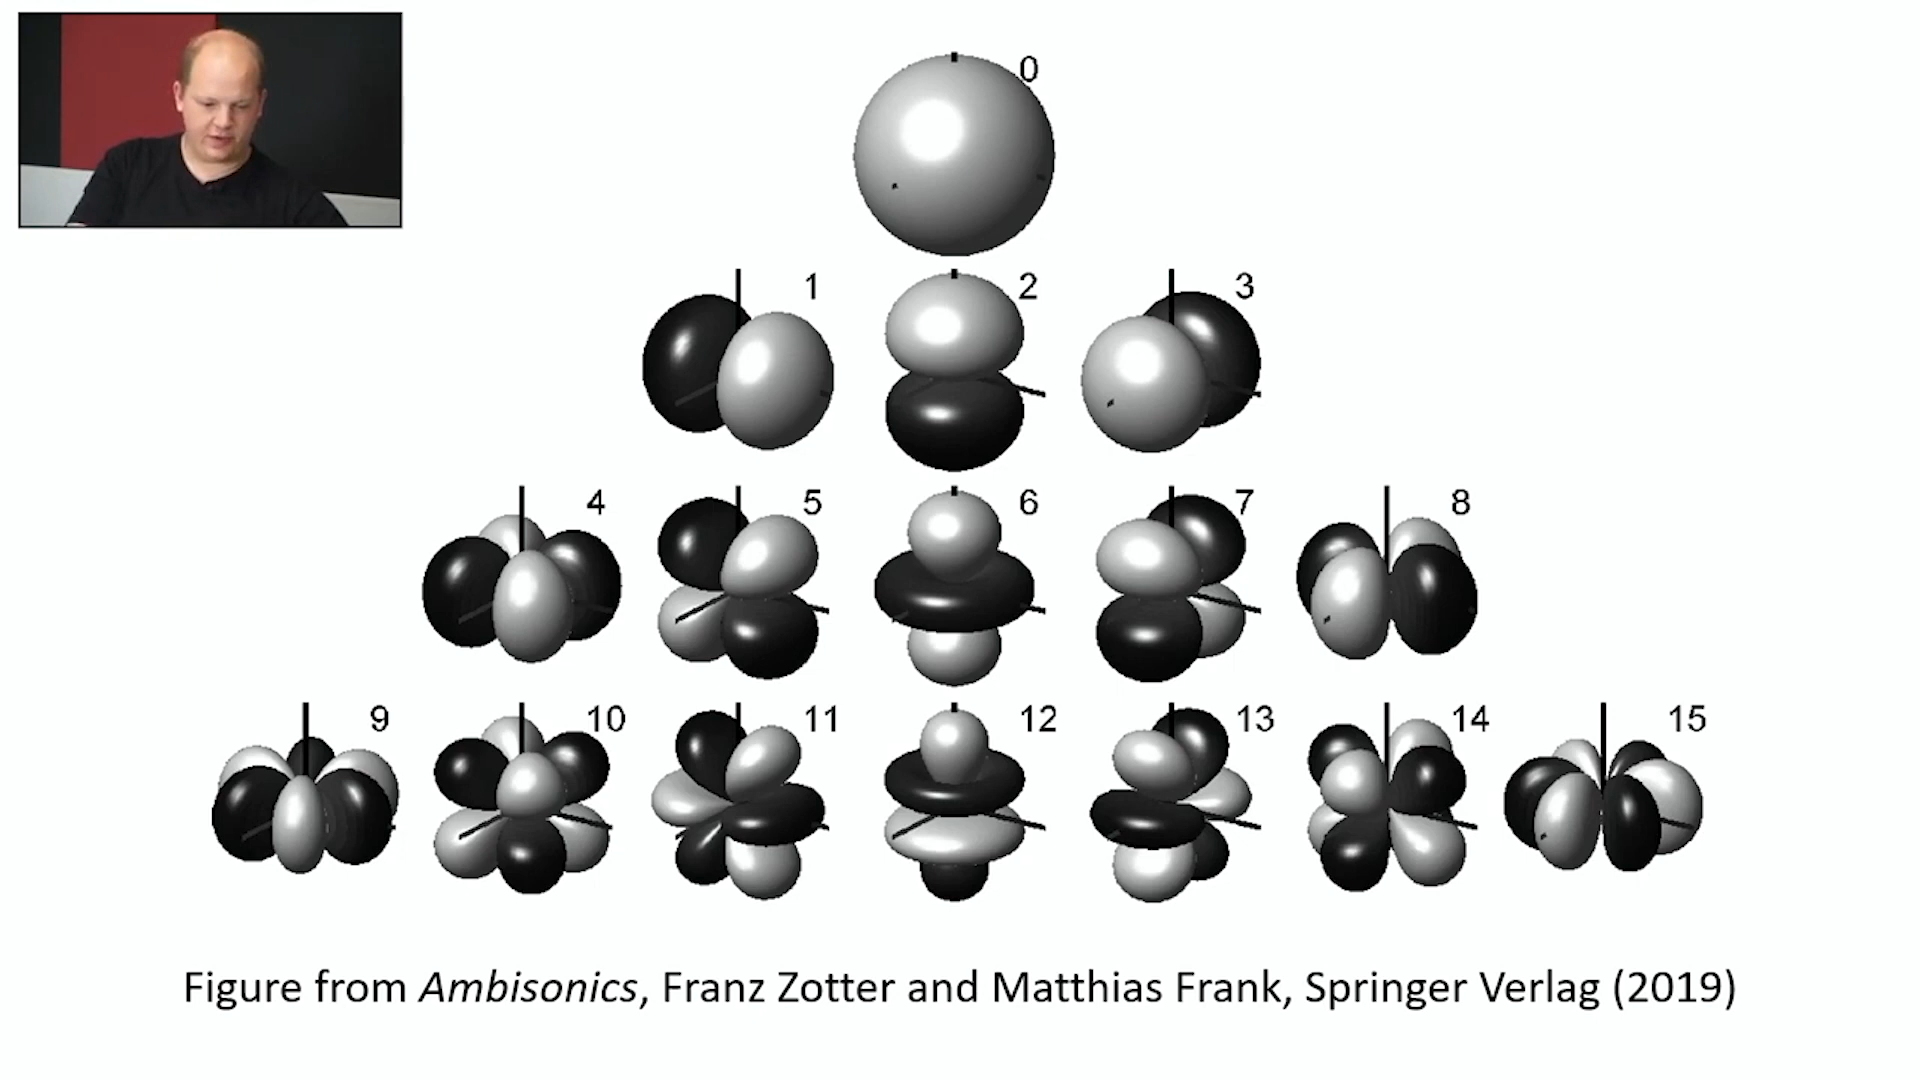 0
1 2 3
4 5 6 7 8
9 10 11 12 13 14 15
Figure from Ambisonics, Franz Zotter and Matthias Frank, Springer Verlag (2019)